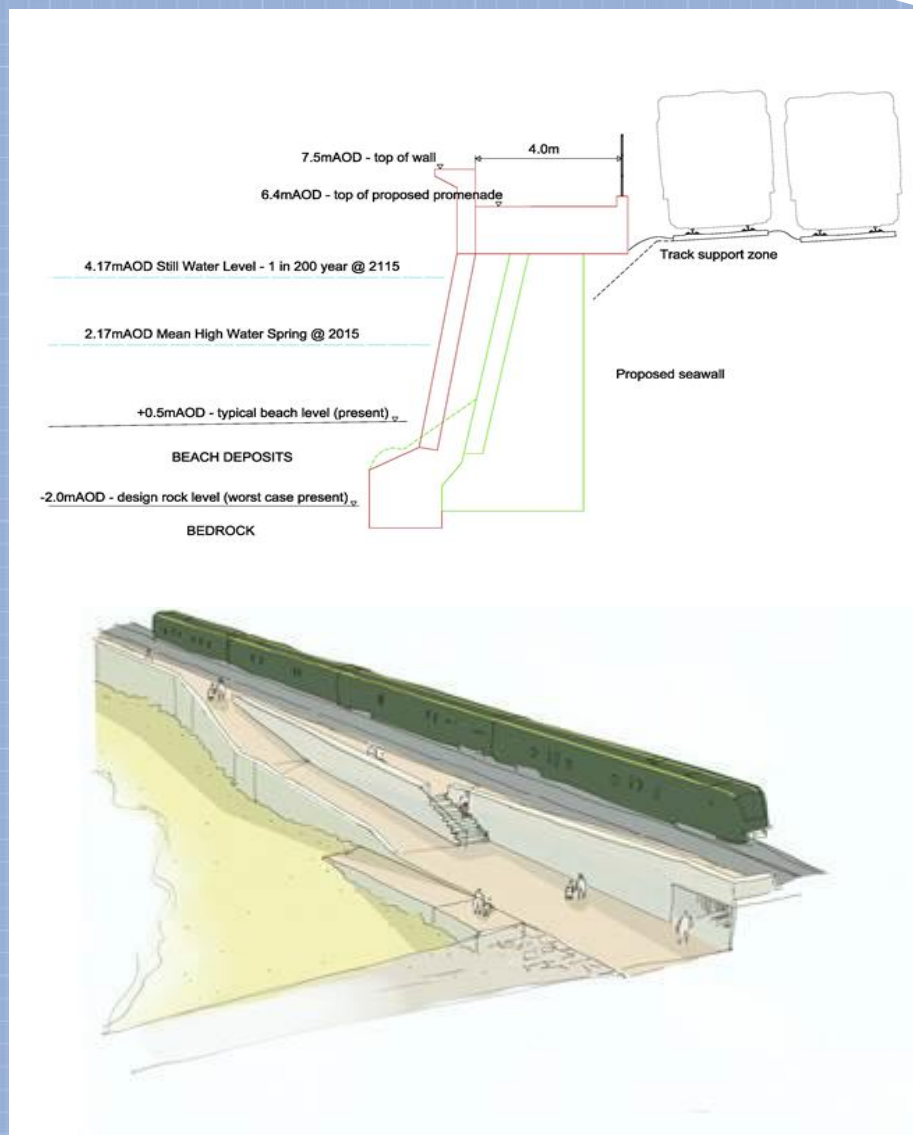 4.0m
7.5mAOD - top of wall
6.4mAOD - top of proposed promenade
Track support zone
4.17mAOD Still Water Level - 1 in 200 year @ 2115
2.17mAOD Mean High Water Spring @ 2015
Proposed seawall
+0.5mAOD - typical beach level (present)
BEACH DEPOSITS
-2.0mAOD - design rock level (worst case present)
BEDROCK